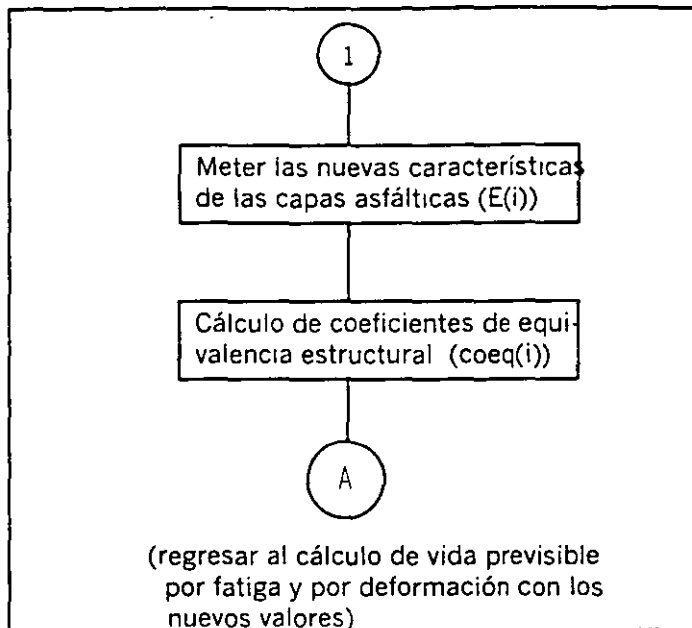 1
Meter las nuevas características
de las capas asfálticas (E(i))
Cálculo de coeficientes de equi-
valencia estructural (coeq(i))
A
(regresar al cálculo de vida previsible
por fatiga y por deformación con los
nuevos valores)